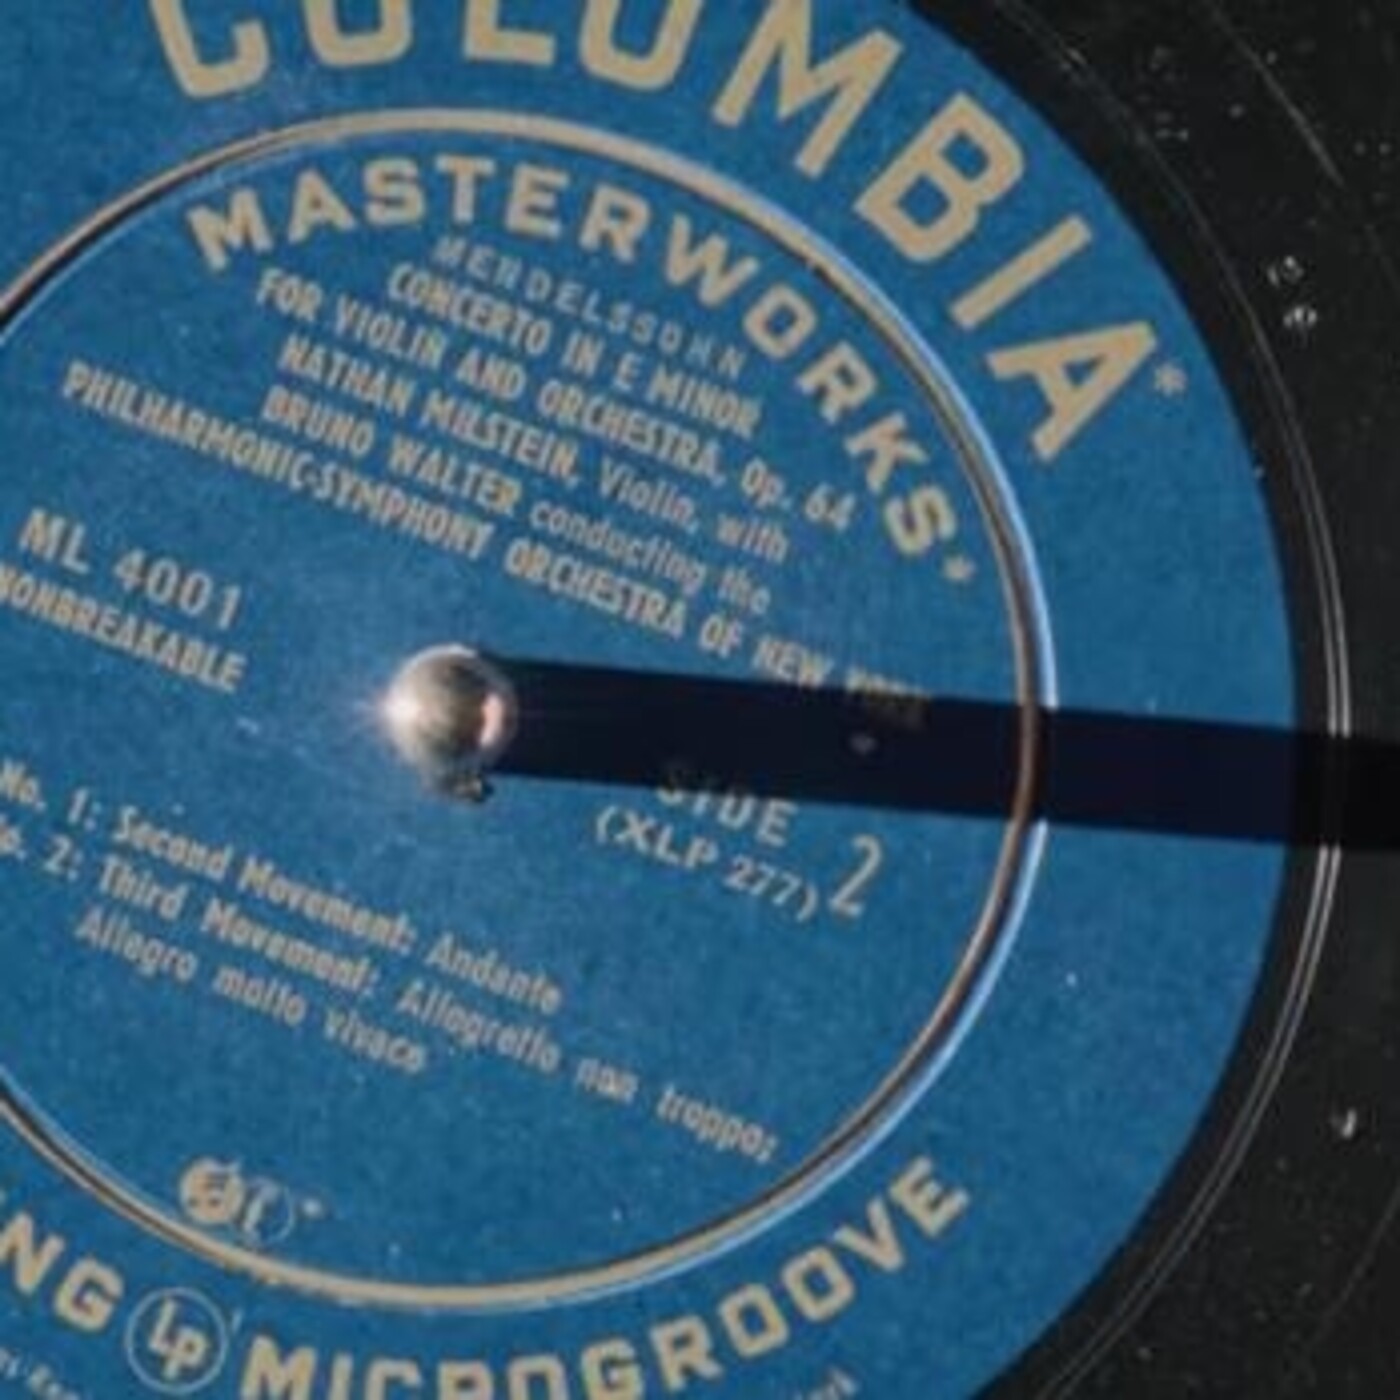 COLUMBIA*
MASTERWORKS*
MENDELSSOHN
CONCERTO IN E MINOR
FOR VIOLIN AND ORCHESTRA, Op. 64
NATHAN MILSTEIN, Violin, with
BRUNO WALTER conducting the
PHILHARMONIC-SYMPHONY ORCHESTRA OF NEW YORK
ML 4001
NONBREAKABLE
SIDE 2
(XLP 277)
No. 1: Second Movement: Andante
2: Third Movement: Allegretto non troppo;
Allegro molto vivace
NG Lp MICROGROOVE